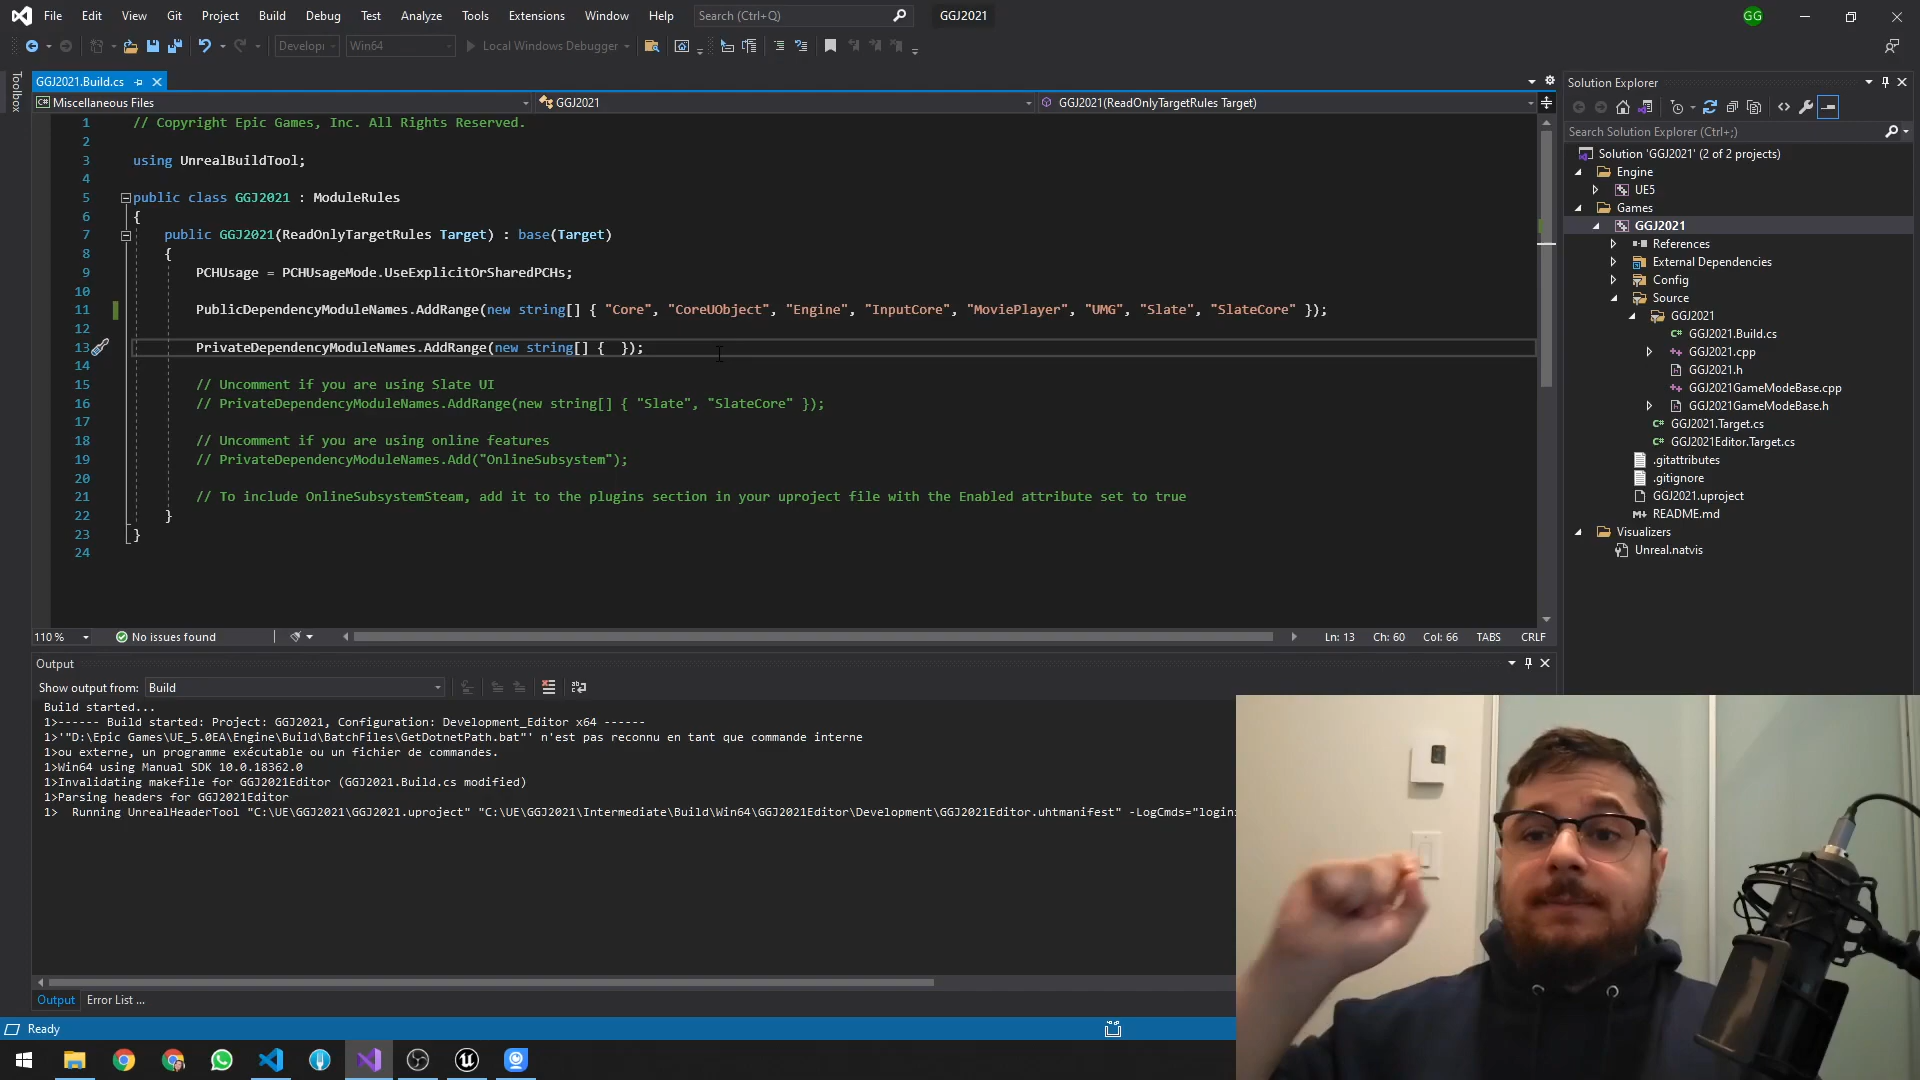 File Edit View Git Project Build Debug Test Analyze Tools Extensions Window Help Search (Ctrl+Q) GGJ2021 GG
Develop Win64 Local Windows Debugger
Toolbox
GGJ2021.Build.cs
Miscellaneous Files GGJ2021 GGJ2021(ReadOnlyTargetRules Target)
1 // Copyright Epic Games, Inc. All Rights Reserved.
2
3 using UnrealBuildTool;
4
5 public class GGJ2021 : ModuleRules
6 {
7 public GGJ2021(ReadOnlyTargetRules Target) : base(Target)
8 {
9 PCHUsage = PCHUsageMode.UseExplicitOrSharedPCHs;
10
11 PublicDependencyModuleNames.AddRange(new string[] { "Core", "CoreUObject", "Engine", "InputCore", "MoviePlayer", "UMG", "Slate", "SlateCore" });
12
13 PrivateDependencyModuleNames.AddRange(new string[] {  });
14
15 // Uncomment if you are using Slate UI
16 // PrivateDependencyModuleNames.AddRange(new string[] { "Slate", "SlateCore" });
17
18 // Uncomment if you are using online features
19 // PrivateDependencyModuleNames.Add("OnlineSubsystem");
20
21 // To include OnlineSubsystemSteam, add it to the plugins section in your uproject file with the Enabled attribute set to true
22 }
23 }
24
110 % No issues found Ln: 13 Ch: 60 Col: 66 TABS CRLF
Output
Show output from: Build
Build started...
1>------ Build started: Project: GGJ2021, Configuration: Development_Editor x64 ------
1>'"D:\Epic Games\UE_5.0EA\Engine\Build\BatchFiles\GetDotnetPath.bat"' n'est pas reconnu en tant que commande interne
1>ou externe, un programme exécutable ou un fichier de commandes.
1>Win64 using Manual SDK 10.0.18362.0
1>Invalidating makefile for GGJ2021Editor (GGJ2021.Build.cs modified)
1>Parsing headers for GGJ2021Editor
1>  Running UnrealHeaderTool "C:\UE\GGJ2021\GGJ2021.uproject" "C:\UE\GGJ2021\Intermediate\Build\Win64\GGJ2021Editor\Development\GGJ2021Editor.uhtmanifest" -LogCmds="logini
Output Error List ...
Ready
Solution Explorer
Search Solution Explorer (Ctrl+;)
Solution 'GGJ2021' (2 of 2 projects)
Engine
UE5
Games
GGJ2021
References
External Dependencies
Config
Source
GGJ2021
GGJ2021.Build.cs
GGJ2021.cpp
GGJ2021.h
GGJ2021GameModeBase.cpp
GGJ2021GameModeBase.h
GGJ2021.Target.cs
GGJ2021Editor.Target.cs
.gitattributes
.gitignore
GGJ2021.uproject
README.md
Visualizers
Unreal.natvis